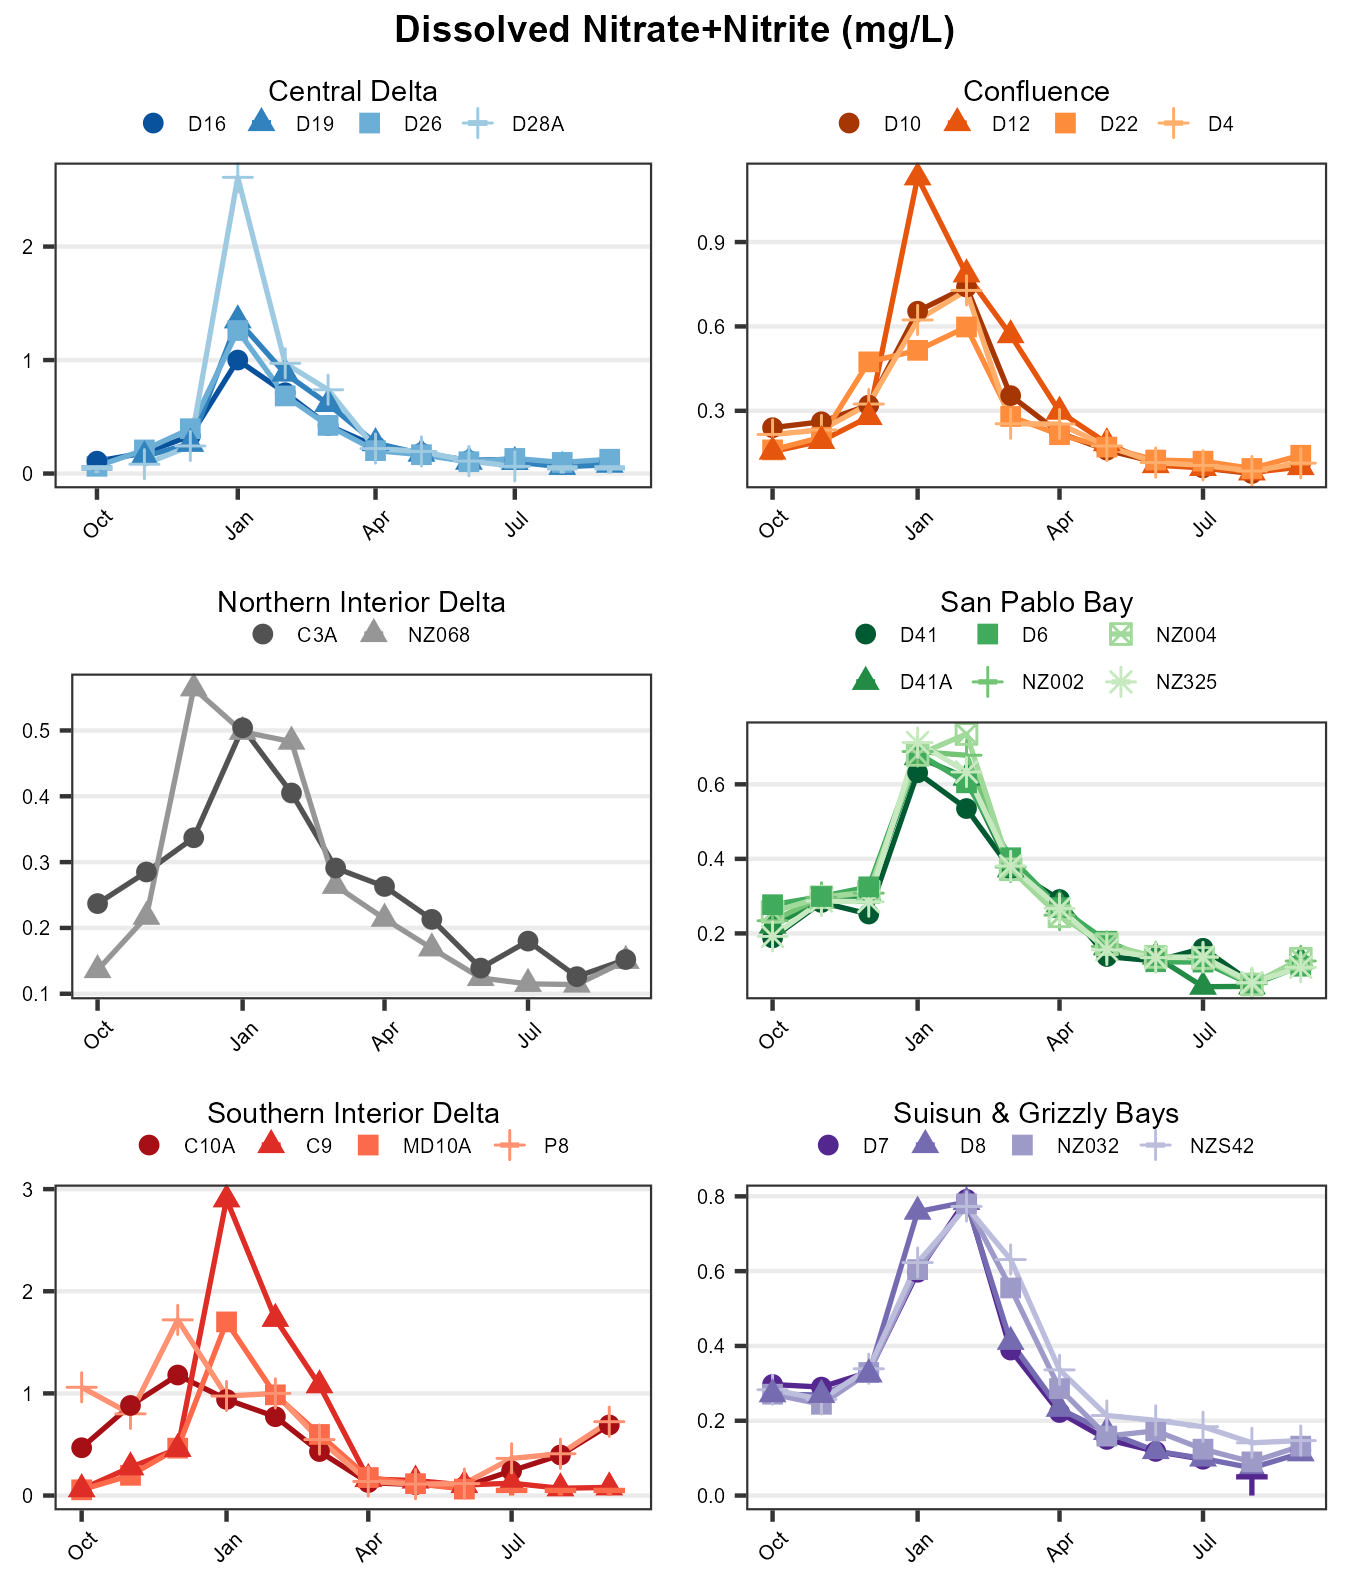 Dissolved Nitrate+Nitrite (mg/L)
Central Delta
D16 D19 D26 D28A
2
1
0
Oct Jan Apr Jul
Confluence
D10 D12 D22 D4
0.9
0.6
0.3
Oct Jan Apr Jul
Northern Interior Delta
C3A NZ068
0.5
0.4
0.3
0.2
0.1
Oct Jan Apr Jul
San Pablo Bay
D41 D6 NZ004
D41A NZ002 NZ325
0.6
0.4
0.2
Oct Jan Apr Jul
Southern Interior Delta
C10A C9 MD10A P8
3
2
1
0
Oct Jan Apr Jul
Suisun & Grizzly Bays
D7 D8 NZ032 NZS42
0.8
0.6
0.4
0.2
0.0
Oct Jan Apr Jul